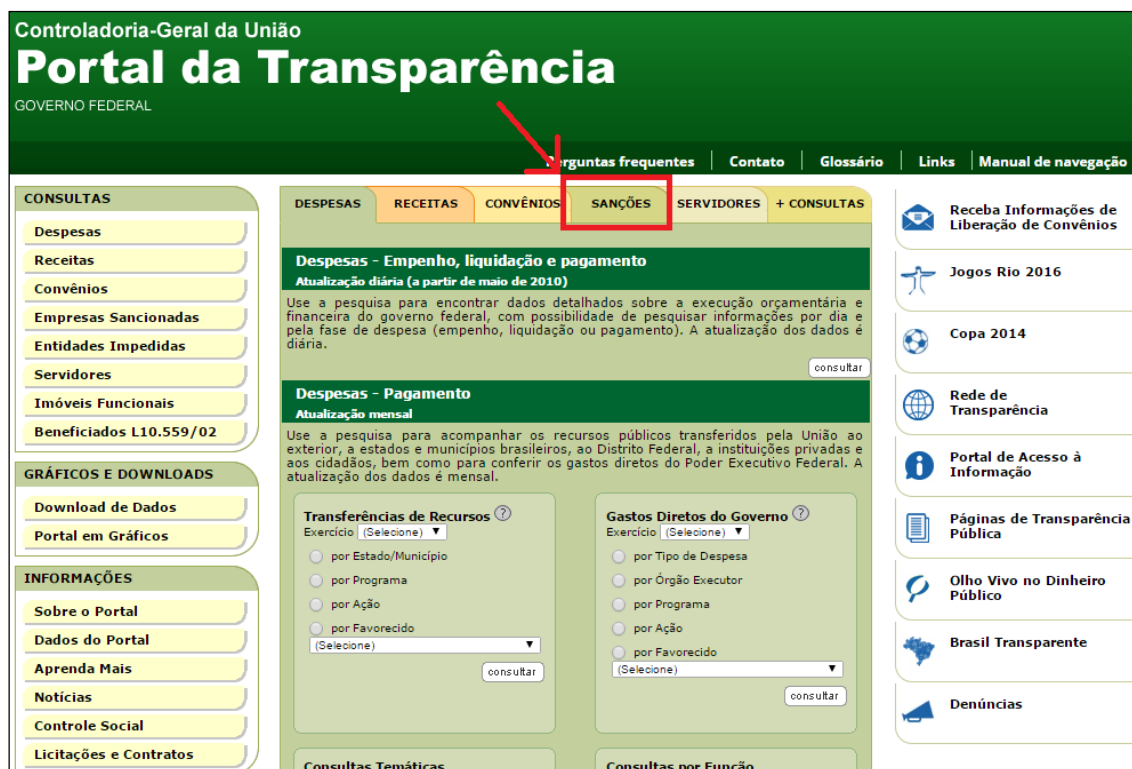 Controladoria-Geral da União
Portal da Transparência
GOVERNO FEDERAL
Perguntas frequentes
Contato
Glossário
Links
Manual de navegação
CONSULTAS
Despesas
Receitas
Convênios
Empresas Sancionadas
Entidades Impedidas
Servidores
Imóveis Funcionais
Beneficiados L10.559/02
GRÁFICOS E DOWNLOADS
Download de Dados
Portal em Gráficos
INFORMAÇÕES
Sobre o Portal
Dados do Portal
Aprenda Mais
Notícias
Controle Social
Licitações e Contratos
DESPESAS
RECEITAS
CONVÊNIOS
SANÇÕES
SERVIDORES
+ CONSULTAS
Despesas - Empenho, liquidação e pagamento
Atualização diária (a partir de maio de 2010)
Use a pesquisa para encontrar dados detalhados sobre a execução orçamentária e
financeira do governo federal, com possibilidade de pesquisar informações por dia e
pela fase de despesa (empenho, liquidação ou pagamento). A atualização dos dados é
diária.
consultar
Despesas - Pagamento
Atualização mensal
Use a pesquisa para acompanhar os recursos públicos transferidos pela União ao
exterior, a estados e municípios brasileiros, ao Distrito Federal, a instituições privadas e
aos cidadãos, bem como para conferir os gastos diretos do Poder Executivo Federal. A
atualização dos dados é mensal.
Transferências de Recursos ?
Exercício (Selecione)
por Estado/Município
por Programa
por Ação
por Favorecido
(Selecione)
consultar
Gastos Diretos do Governo ?
Exercício (Selecione)
por Tipo de Despesa
por Órgão Executor
por Programa
por Ação
por Favorecido
(Selecione)
consultar
Consultas Temáticas
Consultas por Função
Receba Informações de
Liberação de Convênios
Jogos Rio 2016
Copa 2014
Rede de
Transparência
Portal de Acesso à
Informação
Páginas de Transparência
Pública
Olho Vivo no Dinheiro
Público
Brasil Transparente
Denúncias